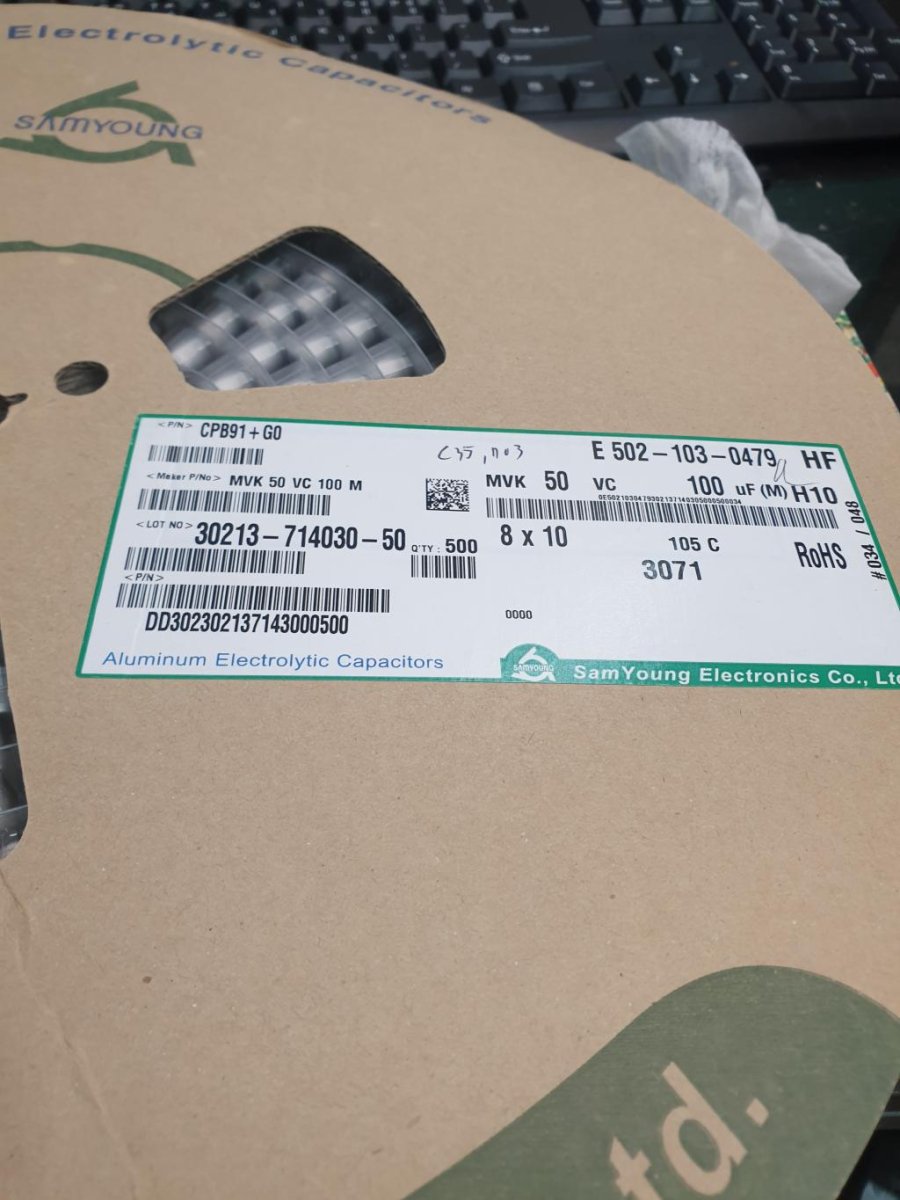 Electrolytic Capacitors
SAMYOUNG
<P/N> CPB91+G0
<Maker P/No> MVK 50 VC 100 M
<LOT NO> 30213-714030-50
Q'TY : 500
<P/N>
DD302302137143000500
E 502-103-0479 HF
MVK 50 VC 100 uF (M) H10
8 x 10 105 C RoHS
3071
#034 / 048
0000
Aluminum Electrolytic Capacitors
SAMYOUNG
SamYoung Electronics Co., Ltd
td.